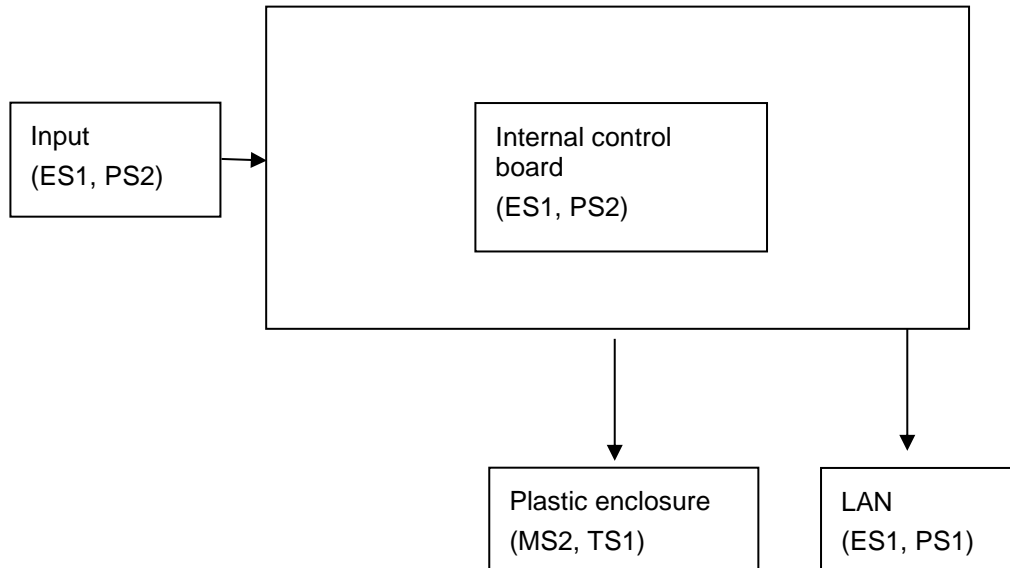 Input
(ES1, PS2)
Internal control
board
(ES1, PS2)
Plastic enclosure
(MS2, TS1)
LAN
(ES1, PS1)